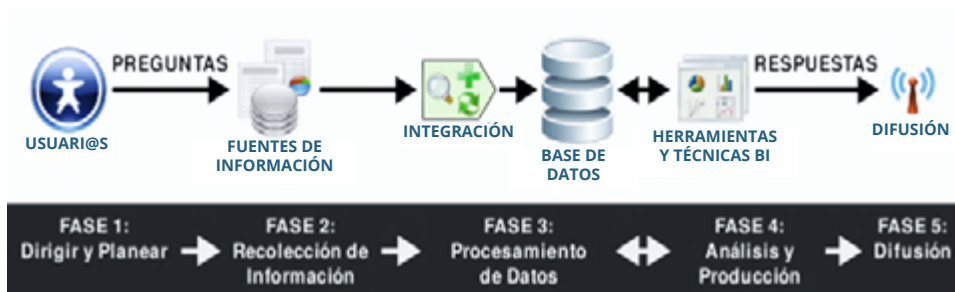 PREGUNTAS
RESPUESTAS
USUARI@S
FUENTES DE
INFORMACIÓN
INTEGRACIÓN
BASE DE
DATOS
HERRAMIENTAS
Y TÉCNICAS BI
DIFUSIÓN
FASE 1:
Dirigir y Planear
FASE 2:
Recolección de
Información
FASE 3:
Procesamiento
de Datos
FASE 4:
Análisis y
Producción
FASE 5:
Difusión